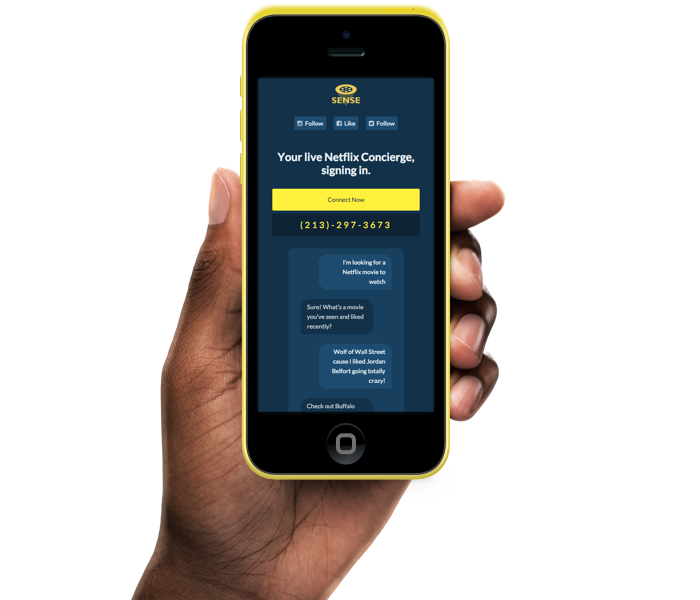 SENSE
Follow
Like
Follow
Your live Netflix Concierge,
signing in.
Connect Now
(213)-297-3673
I'm looking for a
Netflix movie to
watch
Sure! What's a movie
you've seen and liked
recently?
Wolf of Wall Street
cause I liked Jordan
Belfort going totally
crazy!
Check out Buffalo